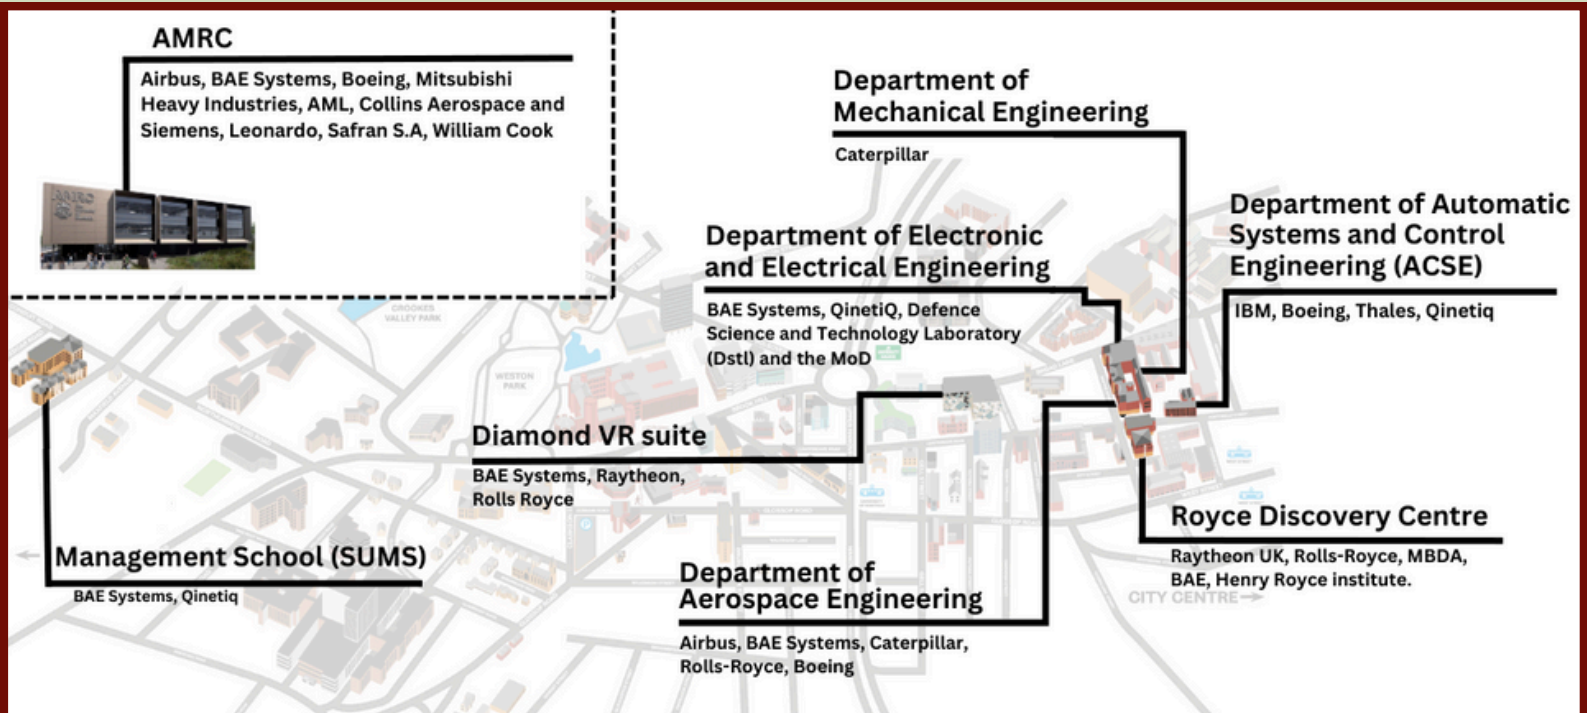 AMRC
Airbus, BAE Systems, Boeing, Mitsubishi
Heavy Industries, AML, Collins Aerospace and
Siemens, Leonardo, Safran S.A, William Cook
AMRC
Department of
Mechanical Engineering
Caterpillar
Department of Automatic
Systems and Control
Engineering (ACSE)
IBM, Boeing, Thales, Qinetiq
Department of Electronic
and Electrical Engineering
BAE Systems, QinetiQ, Defence
Science and Technology Laboratory
(Dstl) and the MoD
CROOKES
VALLEY PARK
WESTON
PARK
Diamond VR suite
BAE Systems, Raytheon,
Rolls Royce
Management School (SUMS)
BAE Systems, Qinetiq
Royce Discovery Centre
Raytheon UK, Rolls-Royce, MBDA,
BAE, Henry Royce institute.
CITY CENTRE
Department of
Aerospace Engineering
Airbus, BAE Systems, Caterpillar,
Rolls-Royce, Boeing